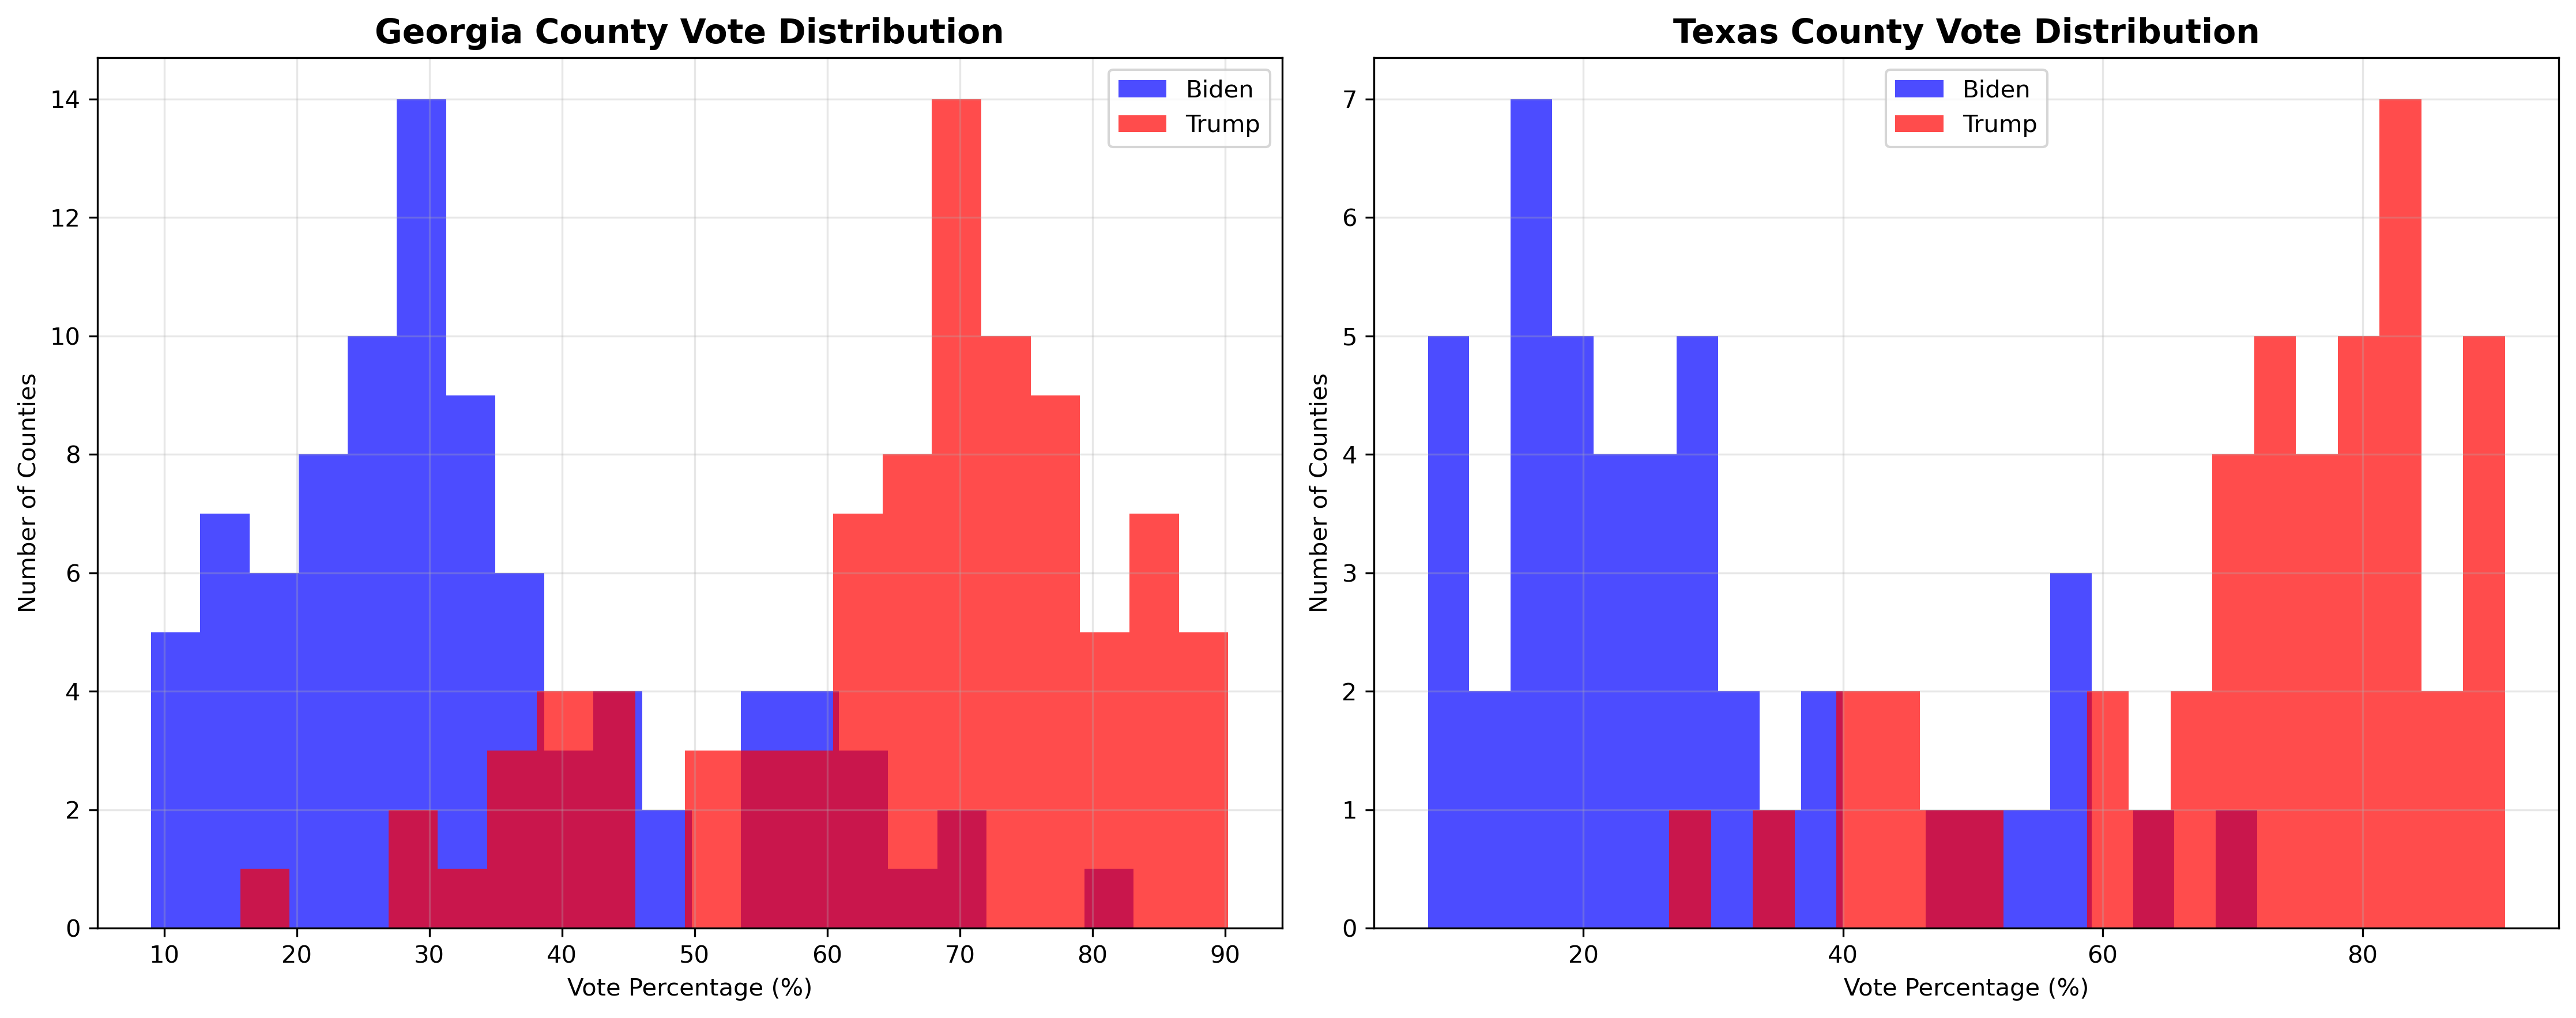 Georgia County Vote Distribution
Biden
Trump
14
12
10
8
6
4
2
0
Number of Counties
10 20 30 40 50 60 70 80 90
Vote Percentage (%)
Texas County Vote Distribution
Biden
Trump
7
6
5
4
3
2
1
0
Number of Counties
20 40 60 80
Vote Percentage (%)